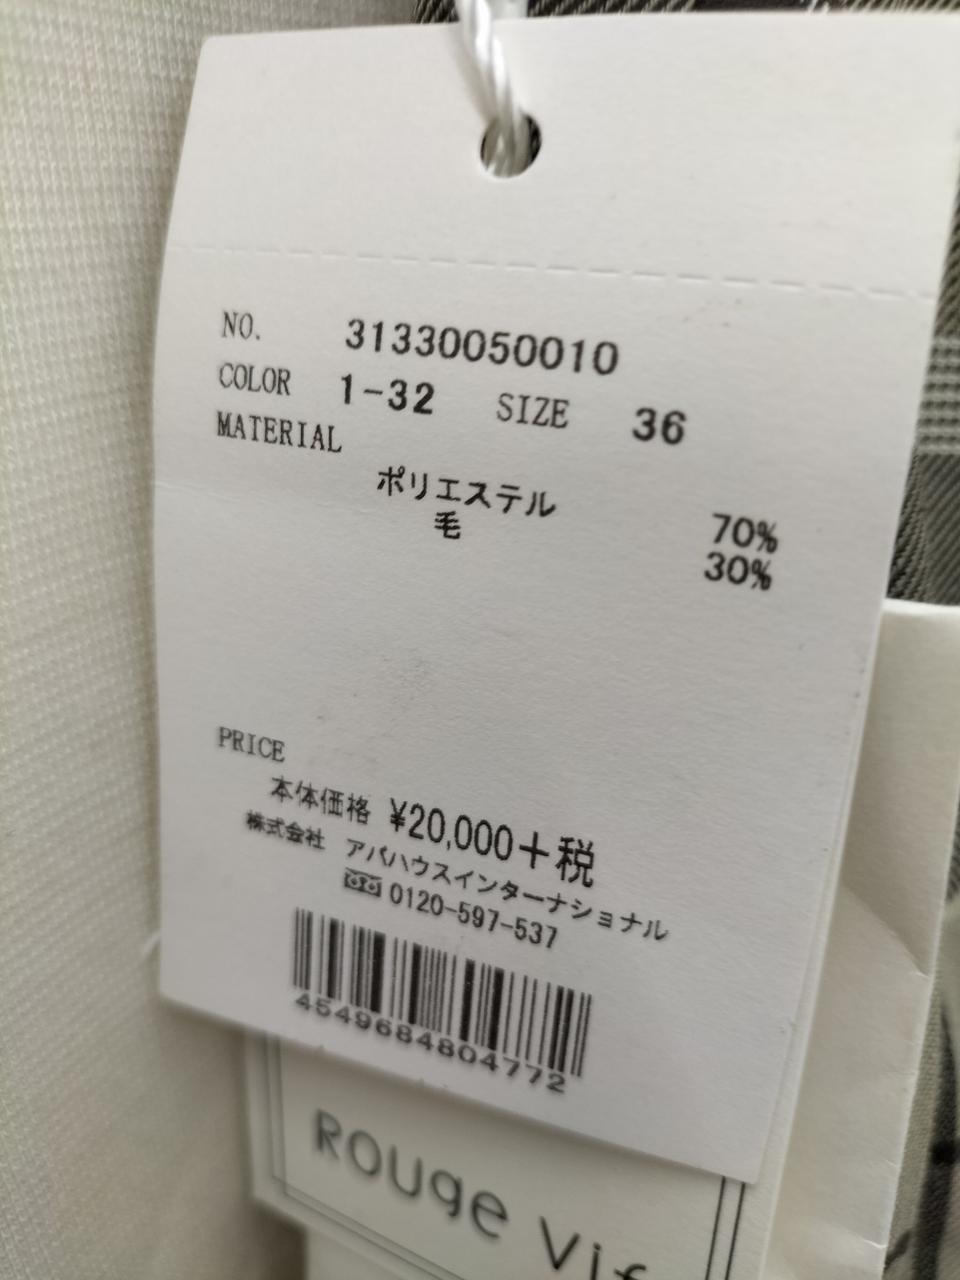 NO. 31330050010
COLOR 1-32 SIZE 36
MATERIAL
ポリエステル 70%
毛 30%
PRICE
本体価格 ¥20,000+税
株式会社 アバハウスインターナショナル
0120-597-537
4549684804772
Rouge Vif